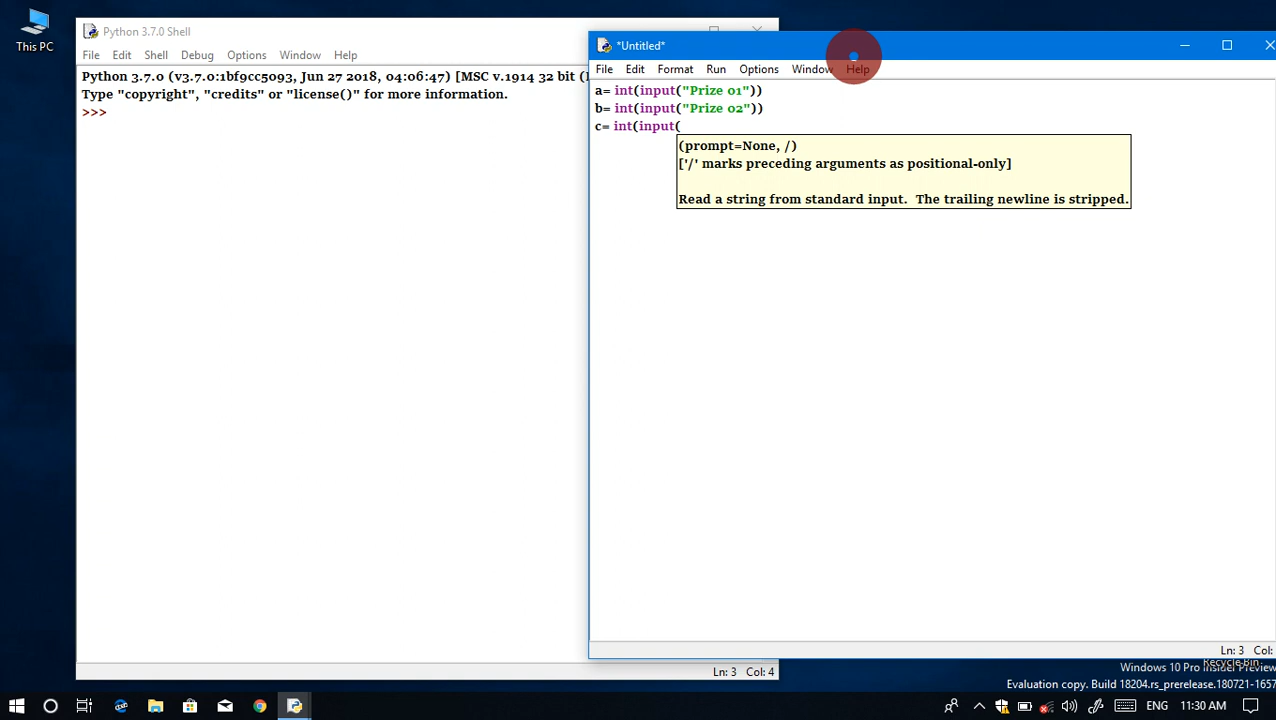 This PC
Python 3.7.0 Shell
File Edit Shell Debug Options Window Help
Python 3.7.0 (v3.7.0:1bf9cc5093, Jun 27 2018, 04:06:47) [MSC v.1914 32 bit (
Type "copyright", "credits" or "license()" for more information.
>>>
Ln: 3 Col: 4
*Untitled*
File Edit Format Run Options Window Help
a= int(input("Prize 01"))
b= int(input("Prize 02"))
c= int(input(
(prompt=None, /)
['/' marks preceding arguments as positional-only]
Read a string from standard input. The trailing newline is stripped.
Ln: 3 Col:
Recycle Bin
Windows 10 Pro Insider Preview
Evaluation copy. Build 18204.rs_prerelease.180721-1657
ENG 11:30 AM